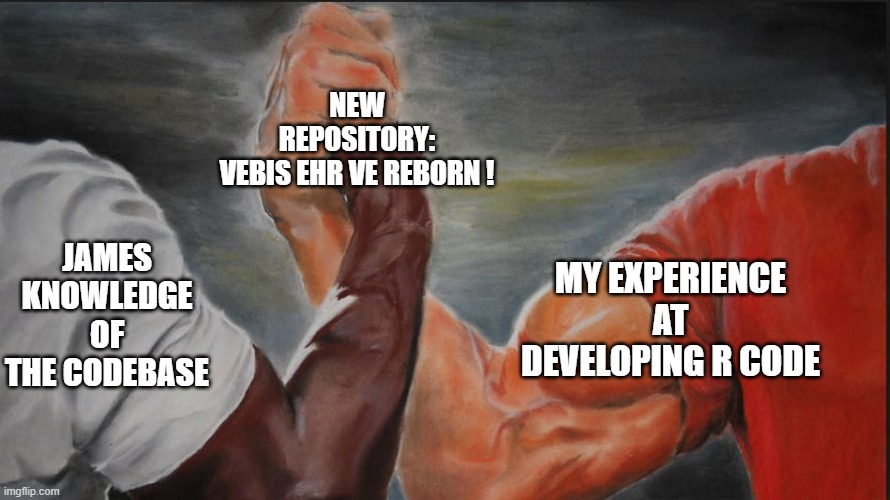 NEW
REPOSITORY:
VEBIS EHR VE REBORN !
JAMES
KNOWLEDGE
OF
THE CODEBASE
MY EXPERIENCE
AT
DEVELOPING R CODE
imgflip.com